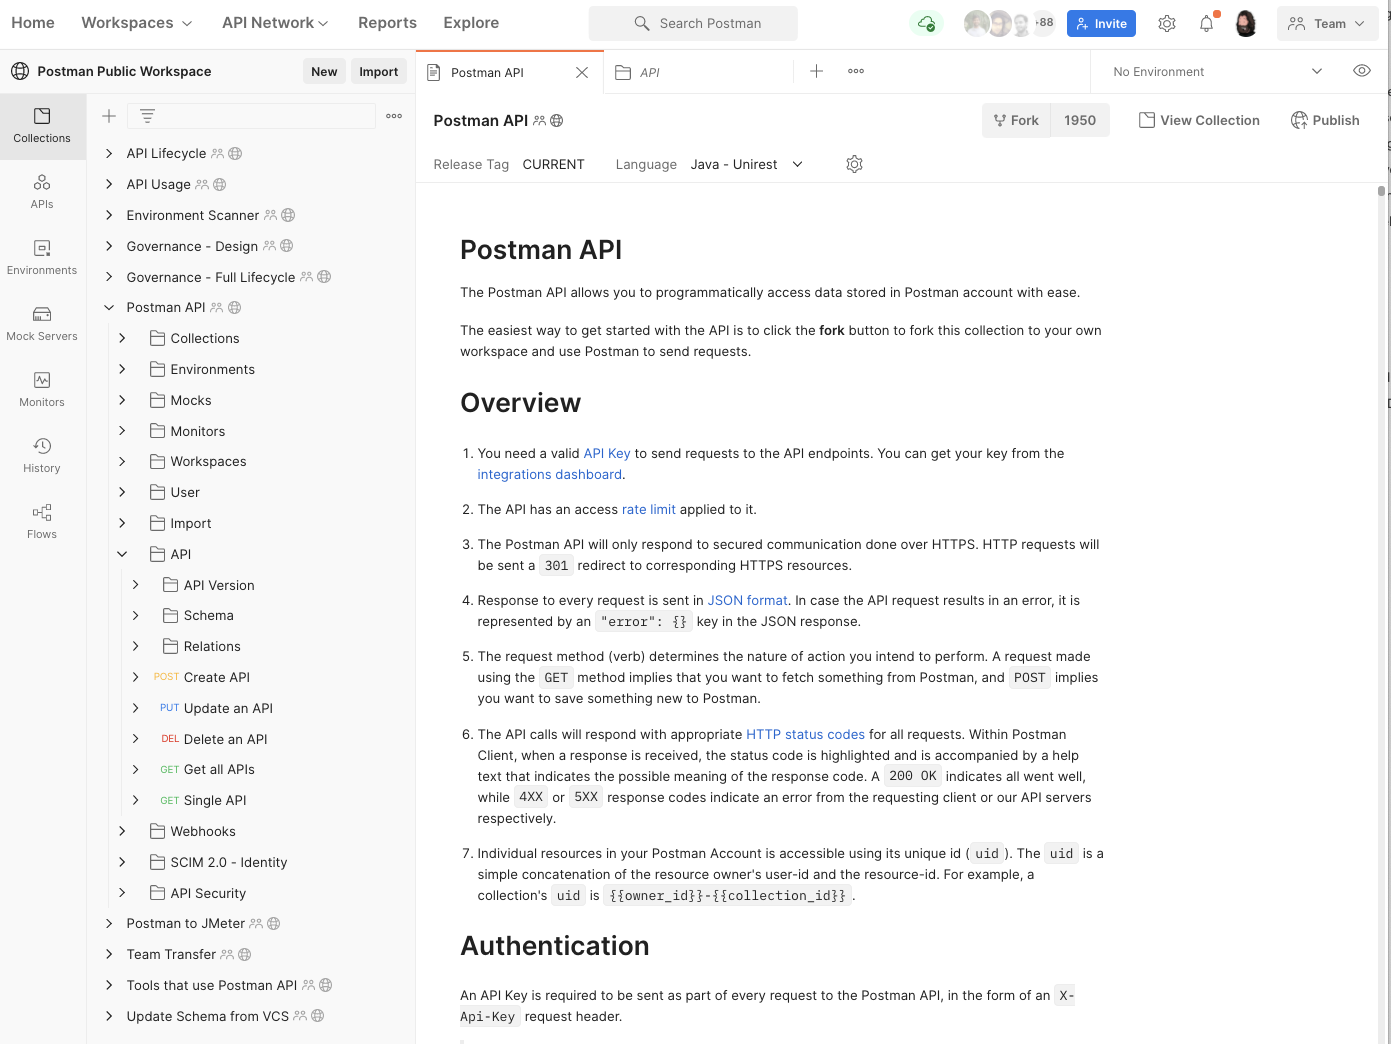 Home Workspaces API Network Reports Explore Search Postman +88 Invite Team
Postman Public Workspace New Import
Postman API API No Environment
Collections
APIs
Environments
Mock Servers
Monitors
History
Flows
API Lifecycle
API Usage
Environment Scanner
Governance - Design
Governance - Full Lifecycle
Postman API
Collections
Environments
Mocks
Monitors
Workspaces
User
Import
API
API Version
Schema
Relations
POST Create API
PUT Update an API
DEL Delete an API
GET Get all APIs
GET Single API
Webhooks
SCIM 2.0 - Identity
API Security
Postman to JMeter
Team Transfer
Tools that use Postman API
Update Schema from VCS
Postman API Fork 1950 View Collection Publish
Release Tag CURRENT Language Java - Unirest
Postman API
The Postman API allows you to programmatically access data stored in Postman account with ease.
The easiest way to get started with the API is to click the fork button to fork this collection to your own
workspace and use Postman to send requests.
Overview
1. You need a valid API Key to send requests to the API endpoints. You can get your key from the
integrations dashboard.
2. The API has an access rate limit applied to it.
3. The Postman API will only respond to secured communication done over HTTPS. HTTP requests will
be sent a 301 redirect to corresponding HTTPS resources.
4. Response to every request is sent in JSON format. In case the API request results in an error, it is
represented by an "error": {} key in the JSON response.
5. The request method (verb) determines the nature of action you intend to perform. A request made
using the GET method implies that you want to fetch something from Postman, and POST implies
you want to save something new to Postman.
6. The API calls will respond with appropriate HTTP status codes for all requests. Within Postman
Client, when a response is received, the status code is highlighted and is accompanied by a help
text that indicates the possible meaning of the response code. A 200 OK indicates all went well,
while 4XX or 5XX response codes indicate an error from the requesting client or our API servers
respectively.
7. Individual resources in your Postman Account is accessible using its unique id (uid). The uid is a
simple concatenation of the resource owner's user-id and the resource-id. For example, a
collection's uid is {{owner_id}}-{{collection_id}}.
Authentication
An API Key is required to be sent as part of every request to the Postman API, in the form of an X-
Api-Key request header.